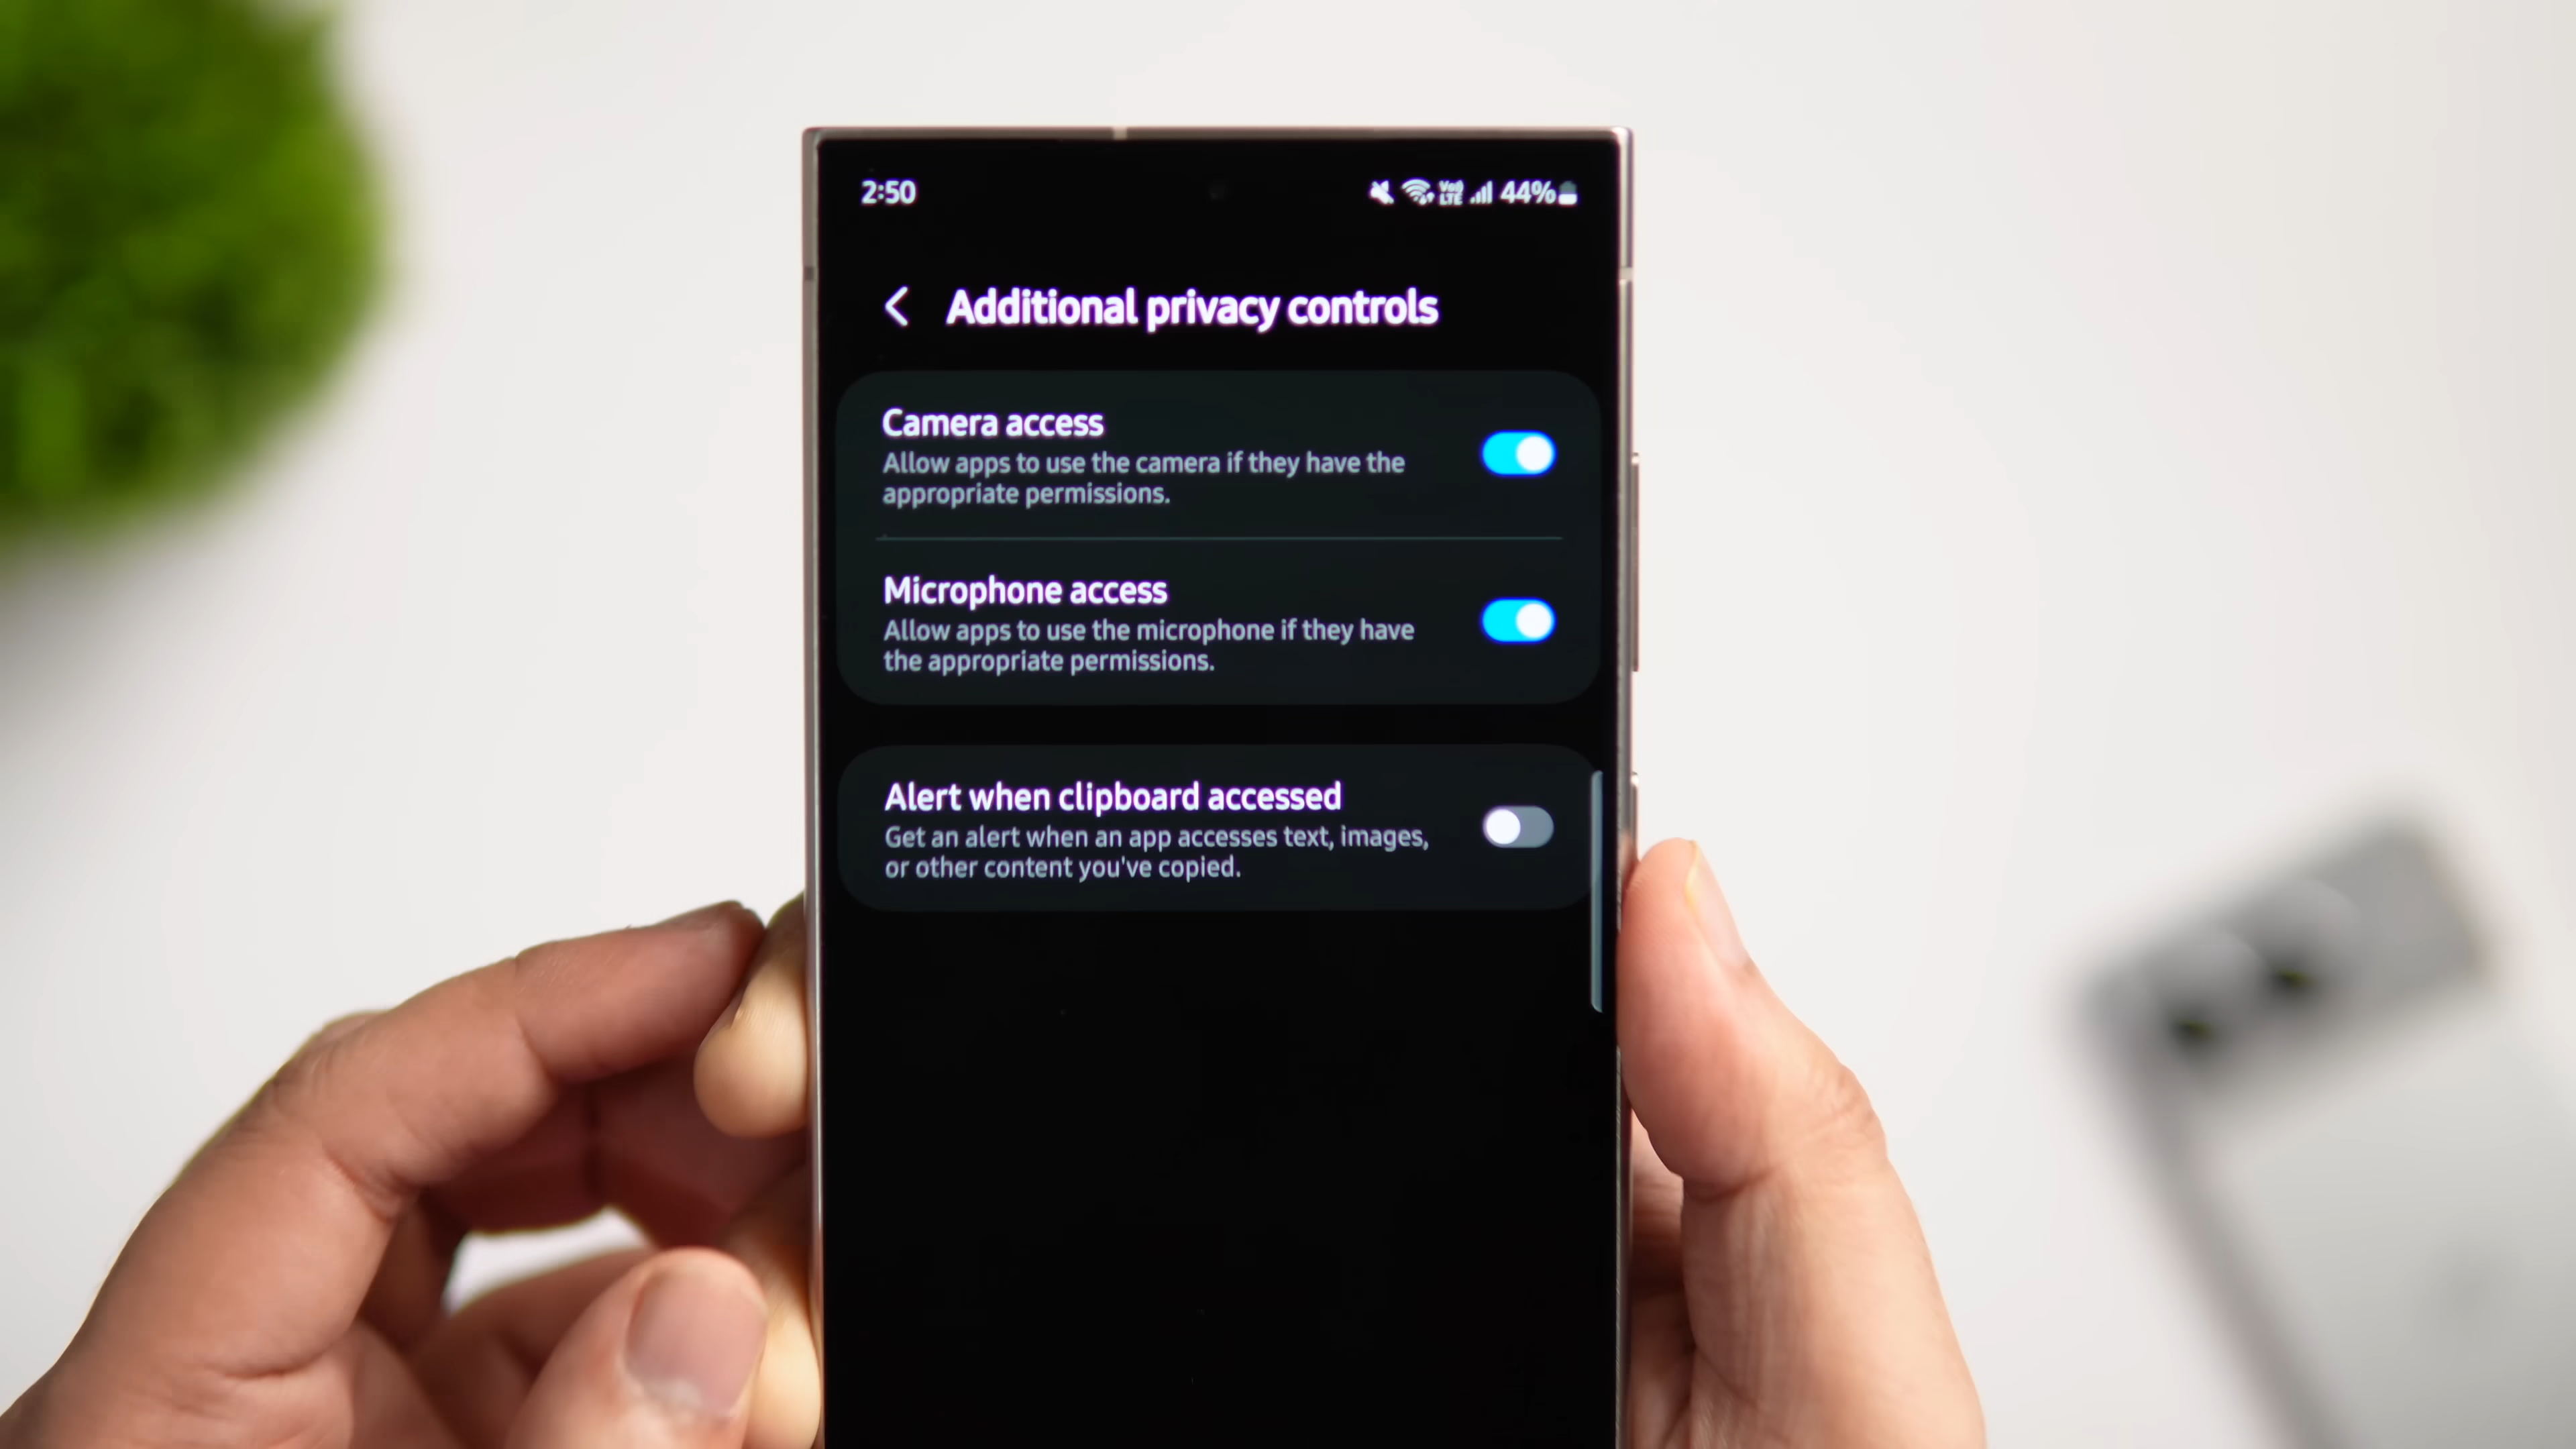 2:50 Vo) LTE 44%
Additional privacy controls
Camera access
Allow apps to use the camera if they have the
appropriate permissions.
Microphone access
Allow apps to use the microphone if they have
the appropriate permissions.
Alert when clipboard accessed
Get an alert when an app accesses text, images,
or other content you've copied.